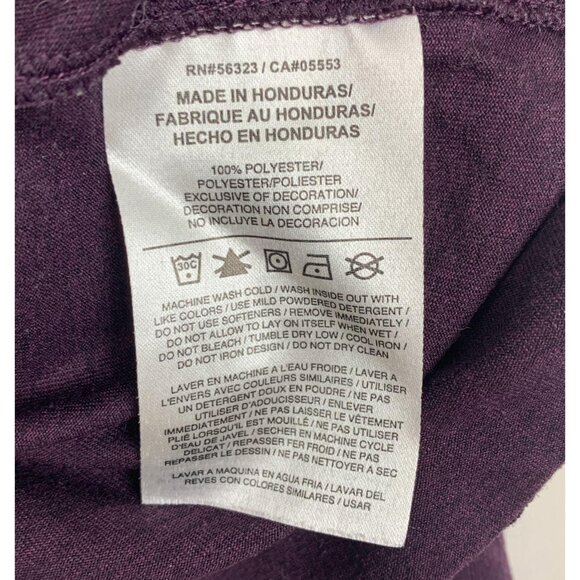 RN#56323 / CA#05553
MADE IN HONDURAS/
FABRIQUE AU HONDURAS/
HECHO EN HONDURAS
100% POLYESTER/
POLYESTER/POLIESTER
EXCLUSIVE OF DECORATION/
DECORATION NON COMPRISE/
NO INCLUYE LA DECORACION
30C
MACHINE WASH COLD / WASH INSIDE OUT WITH
LIKE COLORS / USE MILD POWDERED DETERGENT /
DO NOT USE SOFTENERS / REMOVE IMMEDIATELY /
DO NOT ALLOW TO LAY ON ITSELF WHEN WET /
DO NOT BLEACH / TUMBLE DRY LOW / COOL IRON /
DO NOT IRON DESIGN / DO NOT DRY CLEAN
LAVER EN MACHINE A L'EAU FROIDE / LAVER A
L'ENVERS AVEC COULEURS SIMILAIRES / UTILISER
UN DETERGENT DOUX EN POUDRE / NE PAS
UTILISER D'ADOUCISSEUR / ENLEVER
IMMEDIATEMENT / NE PAS LAISSER LE VÊTEMENT
PLIÉ LORSQU'IL EST MOUILLÉ / NE PAS UTILISER
D'EAU DE JAVEL / SECHER EN MACHINE CYCLE
DELICAT / REPASSER FER FROID / NE PAS
REPASSER LE DESSIN / NE PAS NETTOYER A SEC
LAVAR A MAQUINA EN AGUA FRIA / LAVAR DEL
REVES CON COLORES SIMILARES / USAR